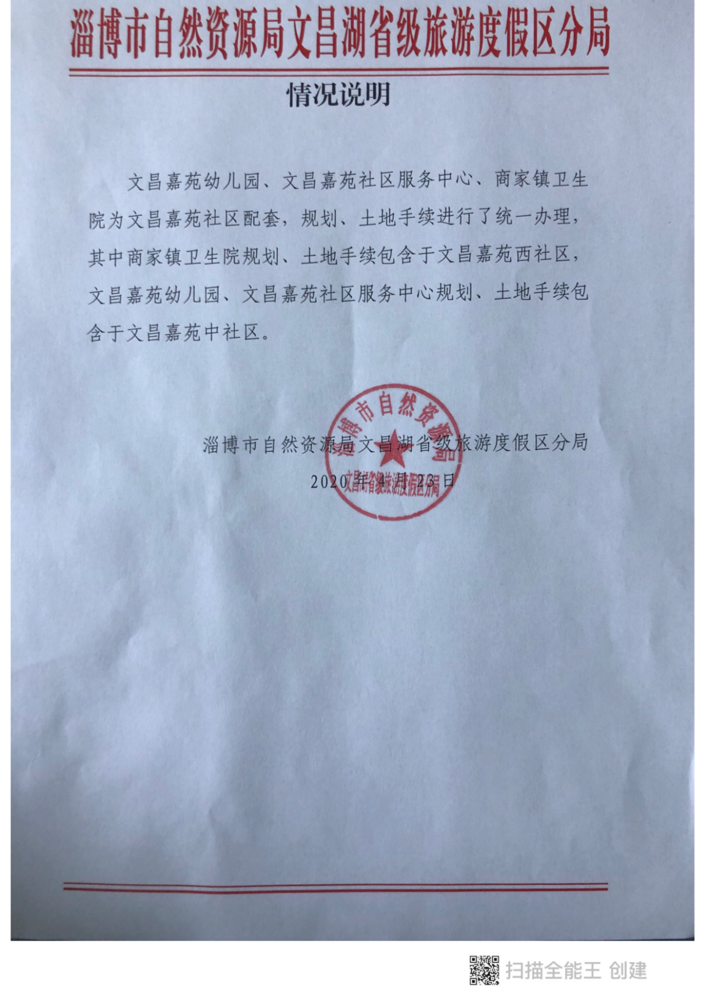 淄博市自然资源局文昌湖省级旅游度假区分局
情况说明
文昌嘉苑幼儿园、文昌嘉苑社区服务中心、商家镇卫生
院为文昌嘉苑社区配套，规划、土地手续进行了统一办理，
其中商家镇卫生院规划、土地手续包含于文昌嘉苑西社区，
文昌嘉苑幼儿园、文昌嘉苑社区服务中心规划、土地手续包
含于文昌嘉苑中社区。
淄博市自然资源局
淄博市自然资源局文昌湖省级旅游度假区分局
2020年4月23日
文昌湖省级旅游度假区分局
扫描全能王 创建